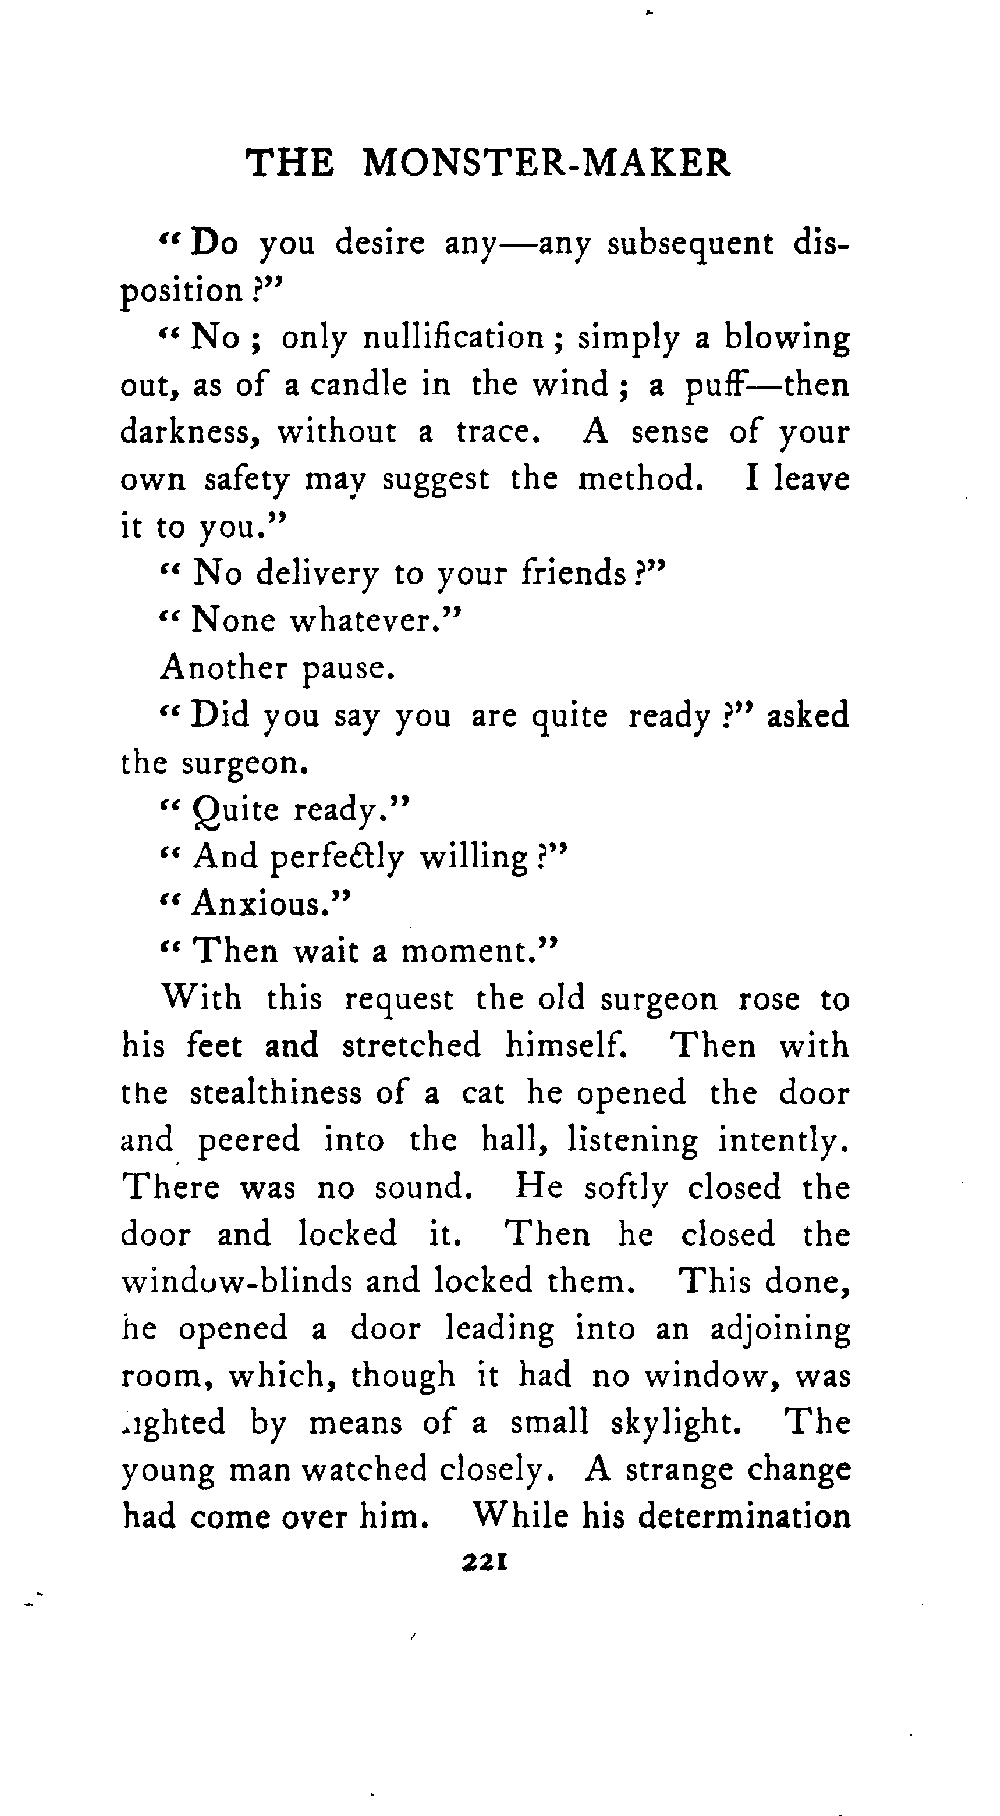 THE MONSTER-MAKER
“ Do you desire any—any subsequent dis-
position ?”
“ No ; only nullification ; simply a blowing
out, as of a candle in the wind ; a puff—then
darkness, without a trace. A sense of your
own safety may suggest the method. I leave
it to you.”
“ No delivery to your friends ?”
“ None whatever.”
Another pause.
“ Did you say you are quite ready ?” asked
the surgeon.
“ Quite ready.”
“ And perfectly willing ?”
“ Anxious.”
“ Then wait a moment.”
With this request the old surgeon rose to
his feet and stretched himself. Then with
the stealthiness of a cat he opened the door
and peered into the hall, listening intently.
There was no sound. He softly closed the
door and locked it. Then he closed the
window-blinds and locked them. This done,
he opened a door leading into an adjoining
room, which, though it had no window, was
lighted by means of a small skylight. The
young man watched closely. A strange change
had come over him. While his determination
221